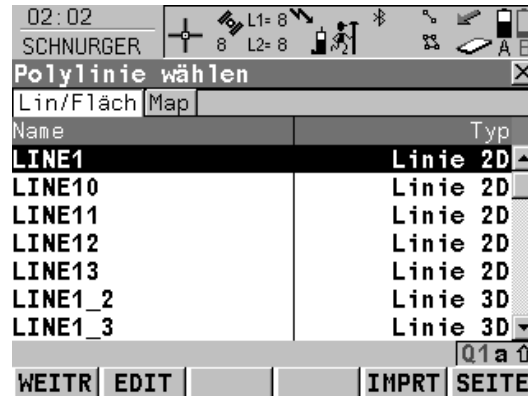 02:02
SCHNURGER
L1= 8
8 L2= 8
A B
Polylinie wählen
Lin/Fläch Map
Name Typ
LINE1 Linie 2D
LINE10 Linie 2D
LINE11 Linie 2D
LINE12 Linie 2D
LINE13 Linie 2D
LINE1_2 Linie 3D
LINE1_3 Linie 3D
Q1 a
WEITR EDIT IMPRT SEITE